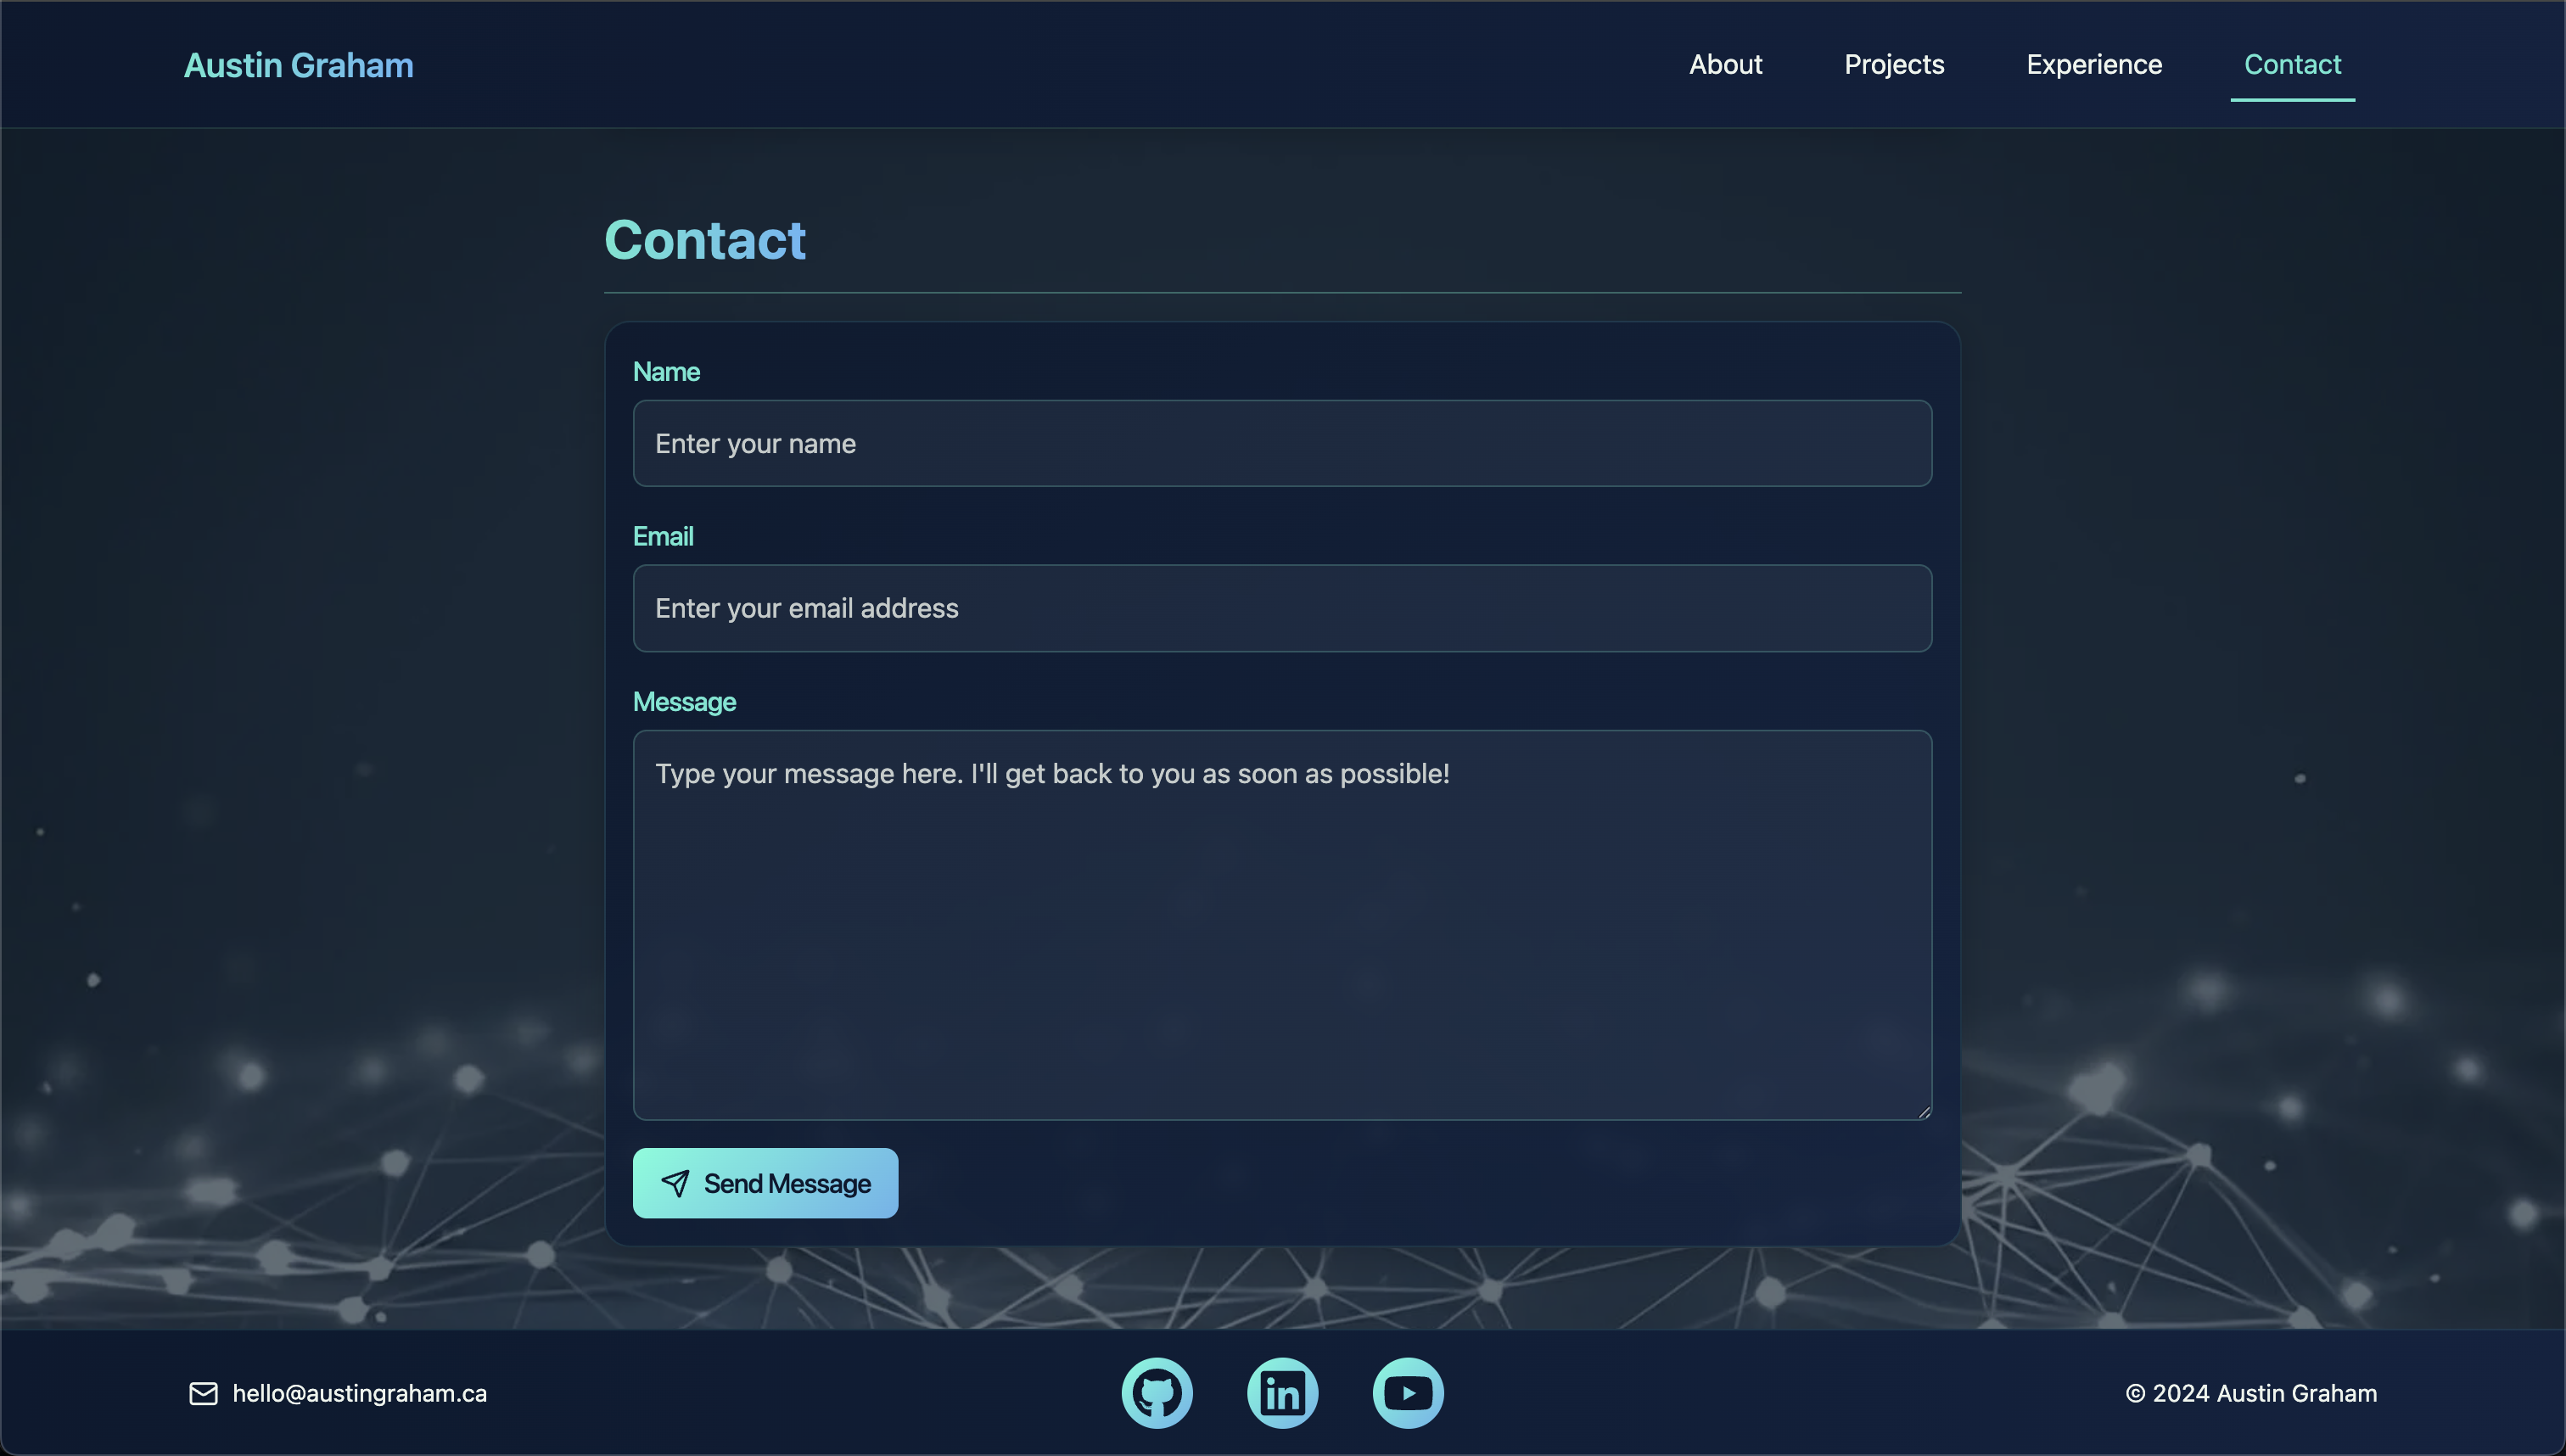 Austin Graham
About Projects Experience Contact
Contact
Name
Enter your name
Email
Enter your email address
Message
Type your message here. I'll get back to you as soon as possible!
Send Message
hello@austingraham.ca
in
© 2024 Austin Graham